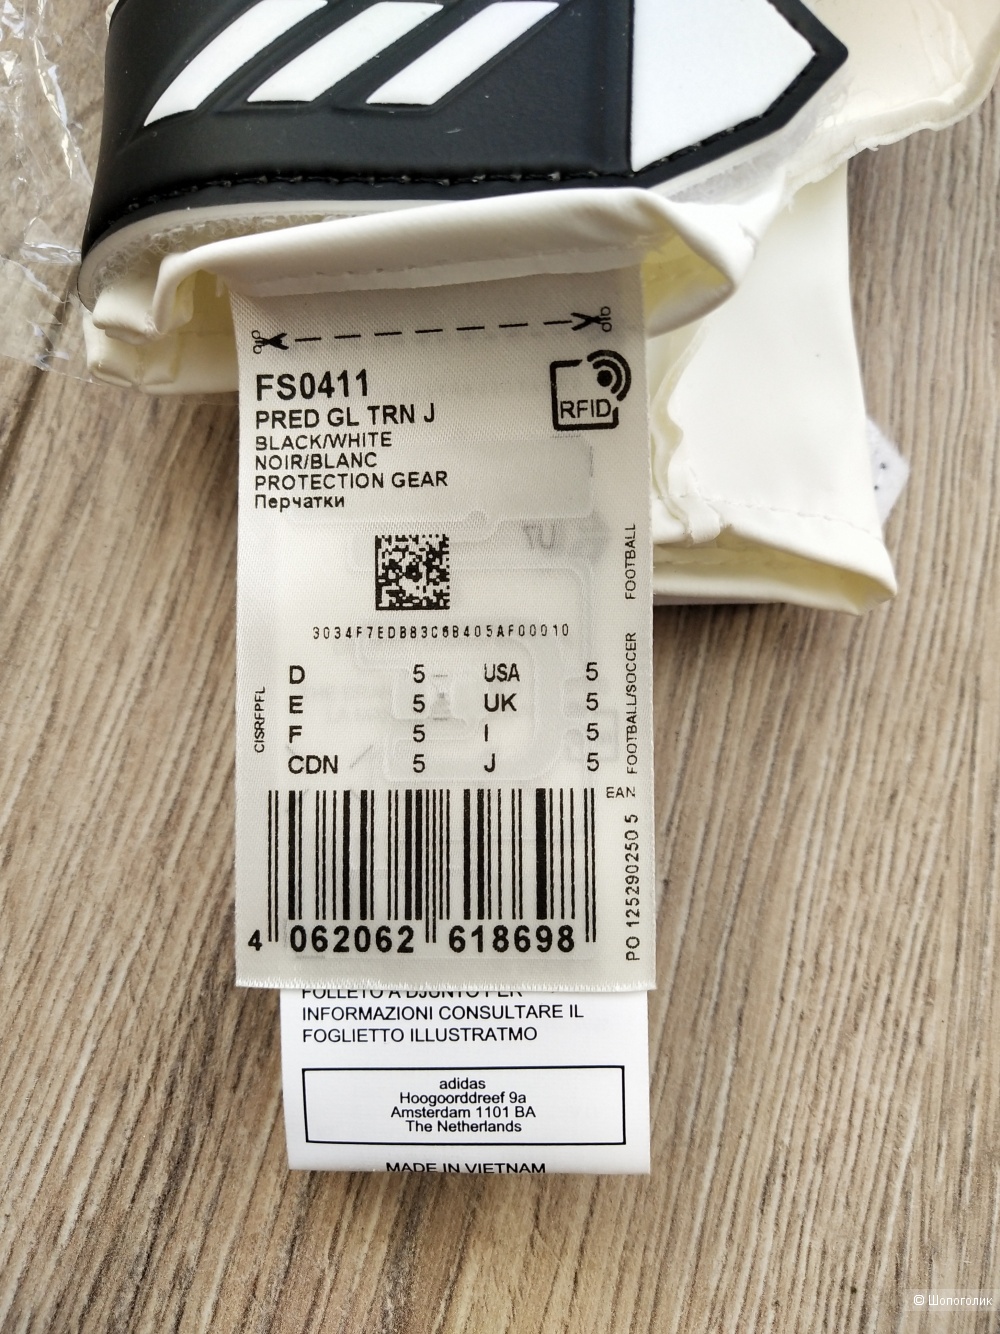 FS0411
PRED GL TRN J
BLACK/WHITE
NOIR/BLANC
PROTECTION GEAR
Перчатки
RFID
3034F7EDB83C6B405AF00010
D 5 USA 5
E 5 UK 5
F 5 I 5
CDN 5 J 5
CISRFPFL
FOOTBALL/SOCCER FOOTBALL
EAN
PO 125290250 5
4 062062 618698
INFORMAZIONI CONSULTARE IL
FOGLIETTO ILLUSTRATMO
adidas
Hoogoorddreef 9a
Amsterdam 1101 BA
The Netherlands
MADE IN VIETNAM
© Шопоголик